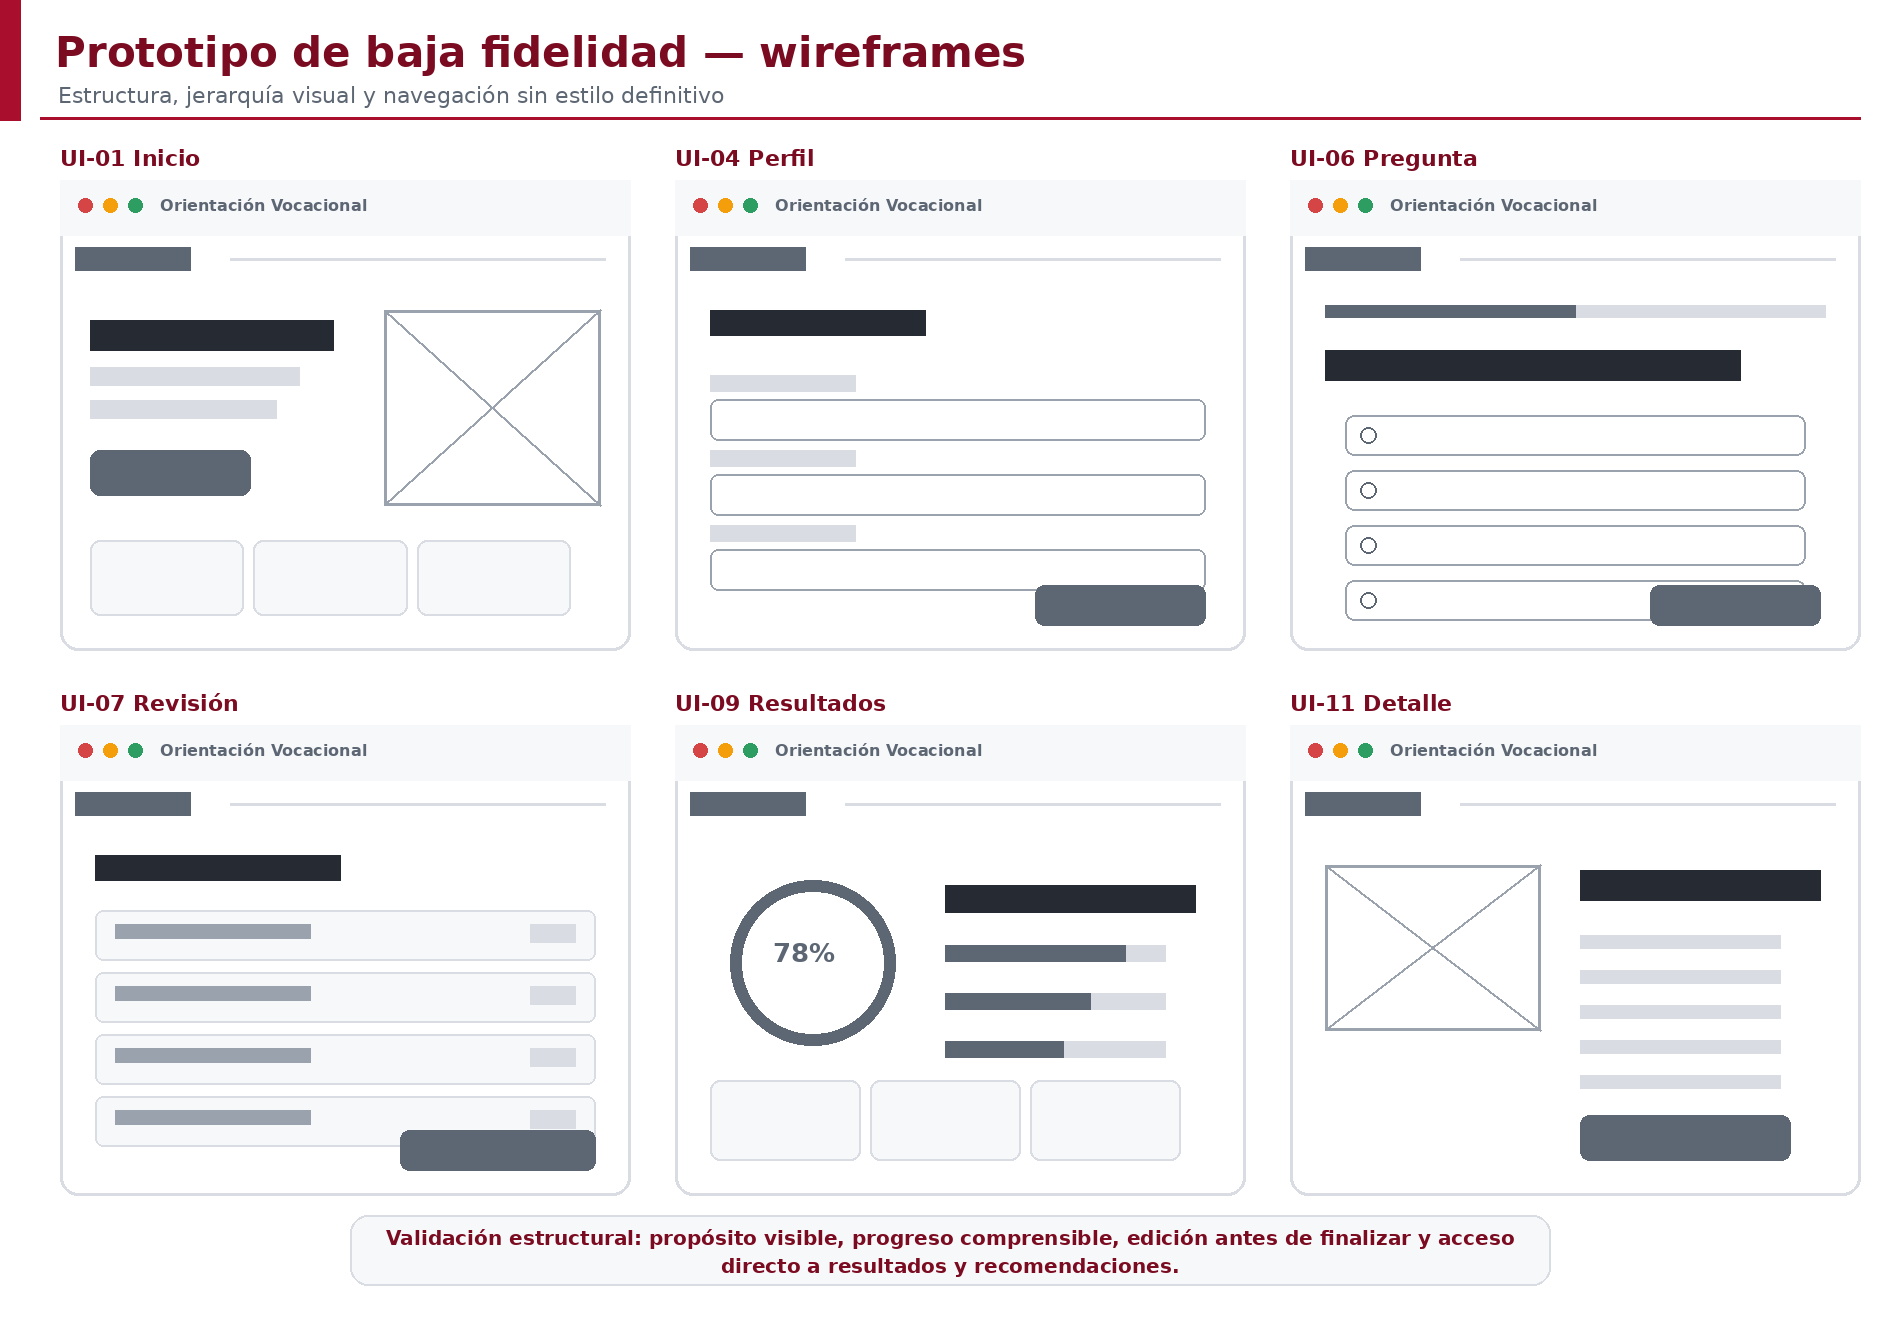 Prototipo de baja fidelidad — wireframes
Estructura, jerarquía visual y navegación sin estilo definitivo
UI-01 Inicio
Orientación Vocacional
UI-04 Perfil
Orientación Vocacional
UI-06 Pregunta
Orientación Vocacional
UI-07 Revisión
Orientación Vocacional
UI-09 Resultados
Orientación Vocacional
78%
UI-11 Detalle
Orientación Vocacional
Validación estructural: propósito visible, progreso comprensible, edición antes de finalizar y acceso
directo a resultados y recomendaciones.